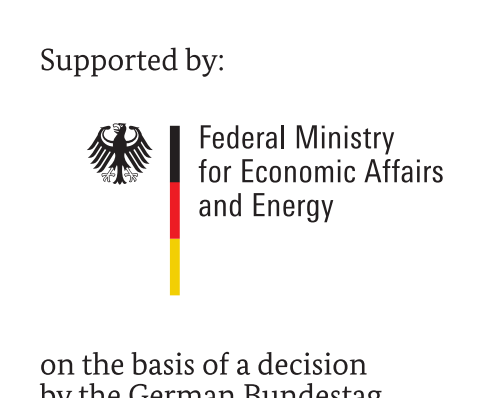 Supported by:
Federal Ministry
for Economic Affairs
and Energy
on the basis of a decision
by the German Bundestag